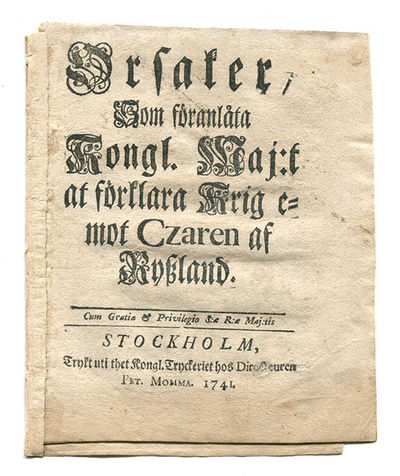 Orsaker,
Som föranlåta
Kongl. Maj:t
at förklara Krig e=
mot Czaren af
Ryßland.
Cum Gratia & Privilegio S:æ R:æ Maj:tis
STOCKHOLM,
Tryckt uti thet Kongl. Tryckeriet hos Directeuren
PET. MOMMA. 1741.